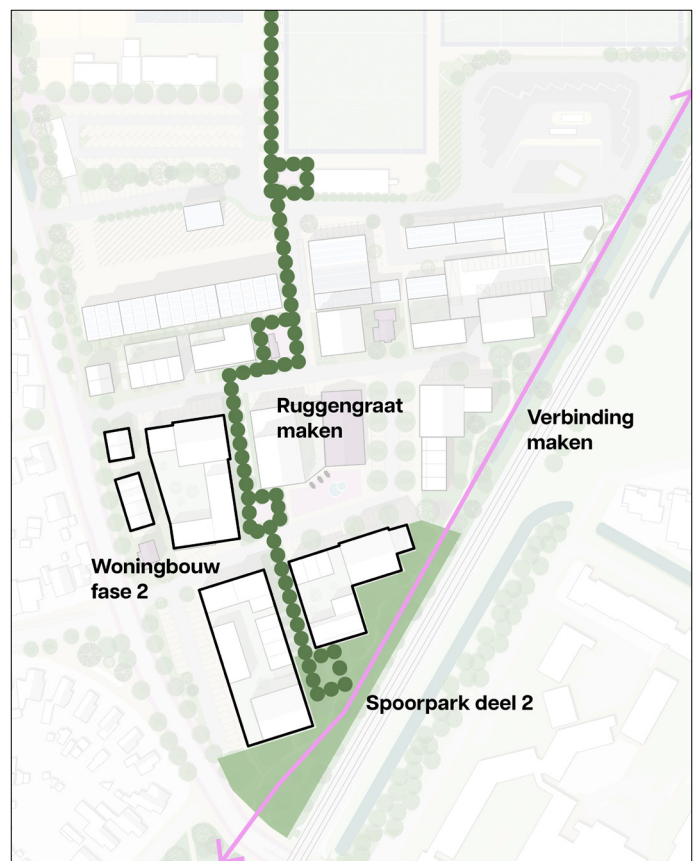 Ruggengraat
maken
Verbinding
maken
Woningbouw
fase 2
Spoorpark deel 2